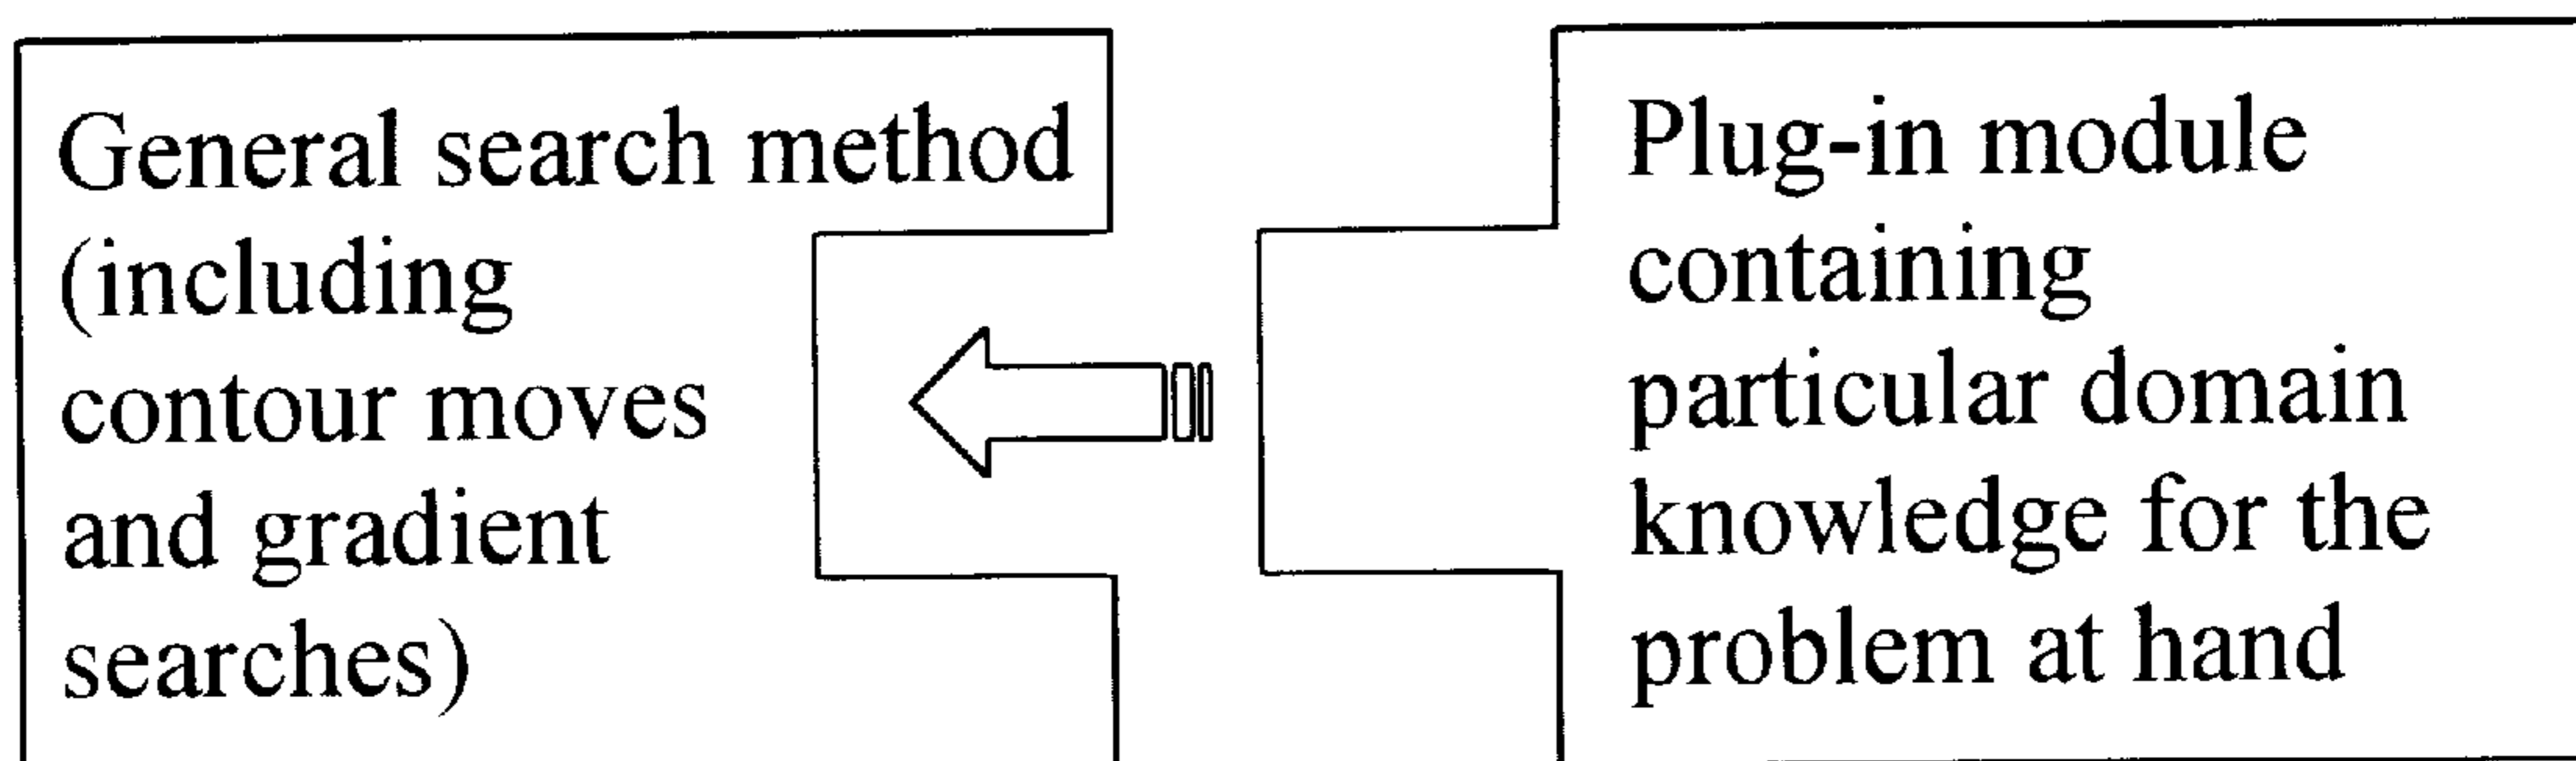 General search method
(including
contour moves
and gradient
searches)
Plug-in module
containing
particular domain
knowledge for the
problem at hand